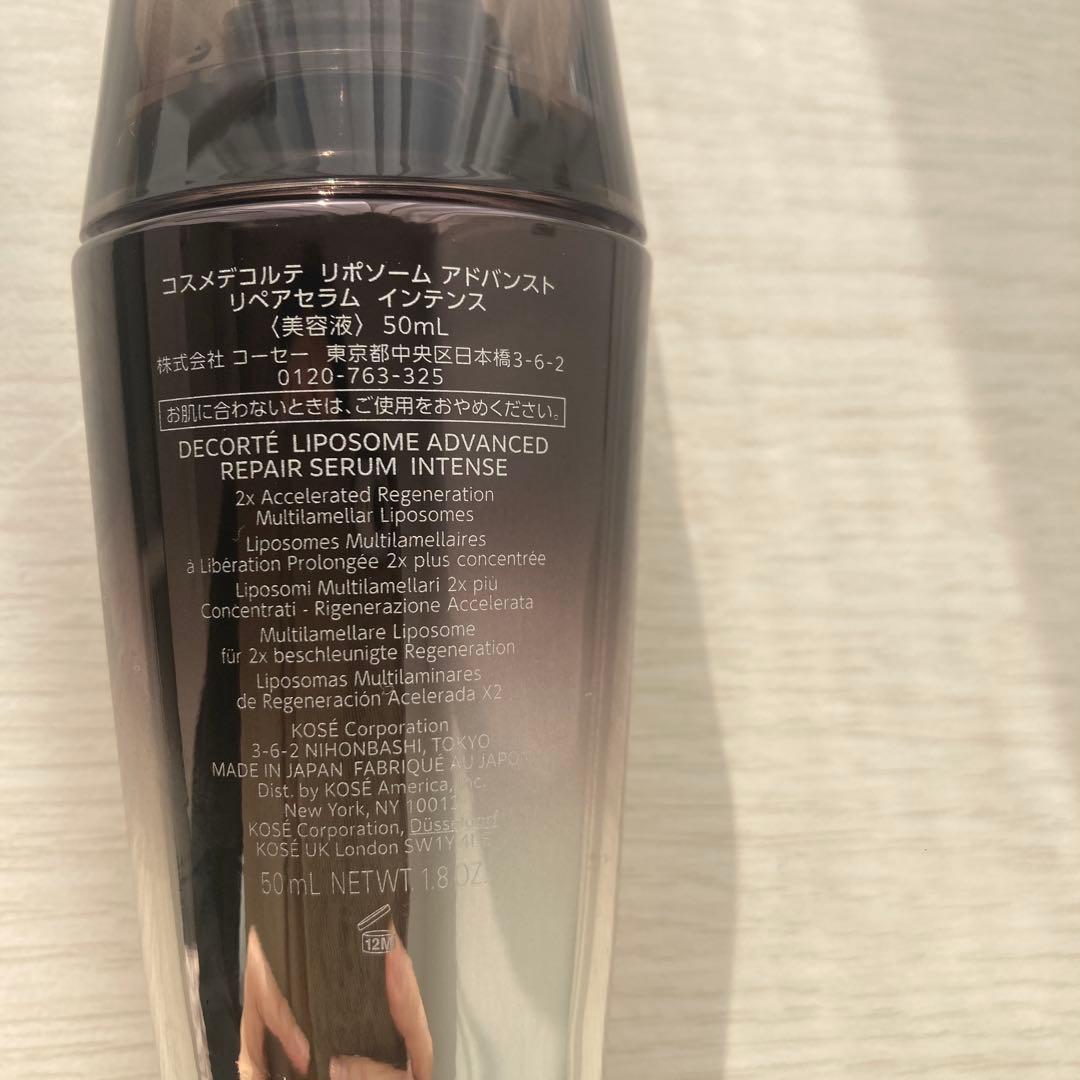 コスメデコルテ リポソーム アドバンスト
リペアセラム インテンス
〈美容液〉 50mL
株式会社 コーセー 東京都中央区日本橋3-6-2
0120-763-325
お肌に合わないときは、ご使用をおやめください。
DECORTÉ LIPOSOME ADVANCED
REPAIR SERUM INTENSE
2x Accelerated Regeneration
Multilamellar Liposomes
Liposomes Multilamellaires
à Libération Prolongée 2x plus concentrée
Liposomi Multilamellari 2x più
Concentrati - Rigenerazione Accelerata
Multilamellare Liposome
für 2x beschleunigte Regeneration
Liposomas Multilaminares
de Regeneración Acelerada X2
KOSÉ Corporation
3-6-2 NIHONBASHI, TOKYO
MADE IN JAPAN FABRIQUÉ AU JAPON
Dist. by KOSÉ America, Inc.
New York, NY 10012
KOSÉ Corporation, Düsseldorf
KOSÉ UK London SW1Y
50mL NETWT. 1.8 OZ.
12M